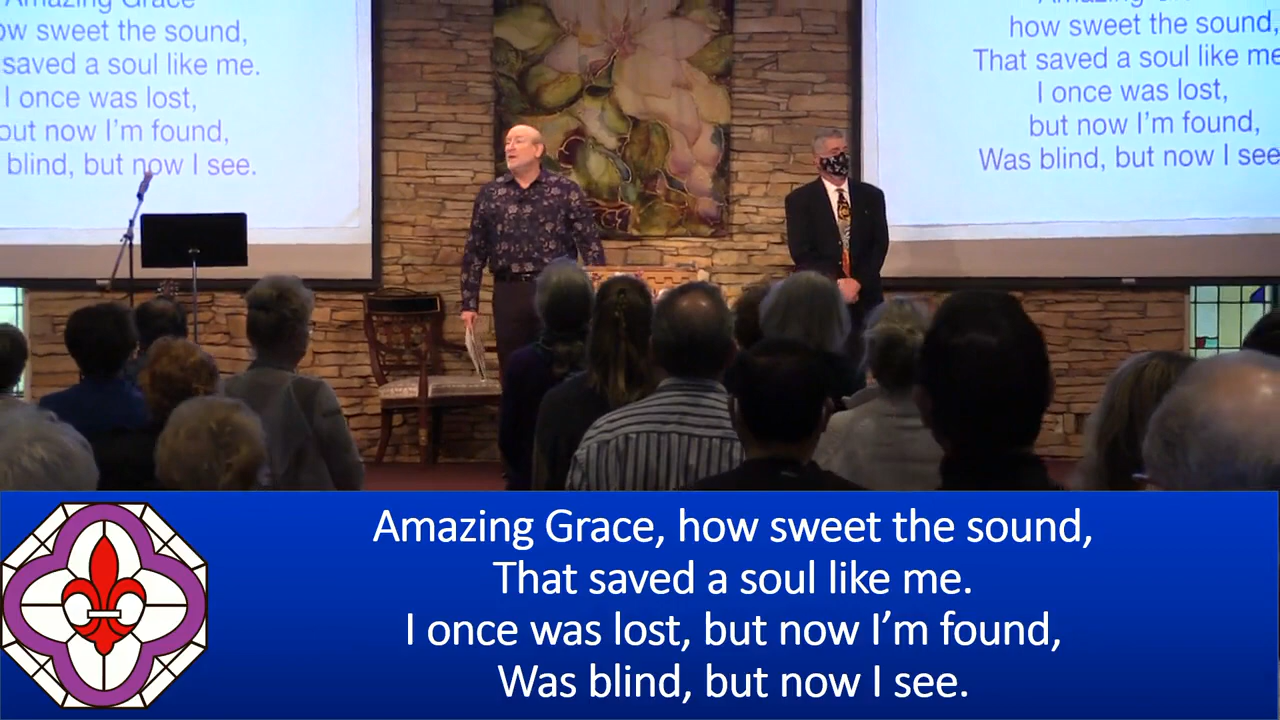 Amazing Grace
how sweet the sound,
saved a soul like me.
I once was lost,
but now I'm found,
blind, but now I see.
how sweet the sound,
That saved a soul like me
I once was lost,
but now I'm found,
Was blind, but now I see
Amazing Grace, how sweet the sound,
That saved a soul like me.
I once was lost, but now I'm found,
Was blind, but now I see.